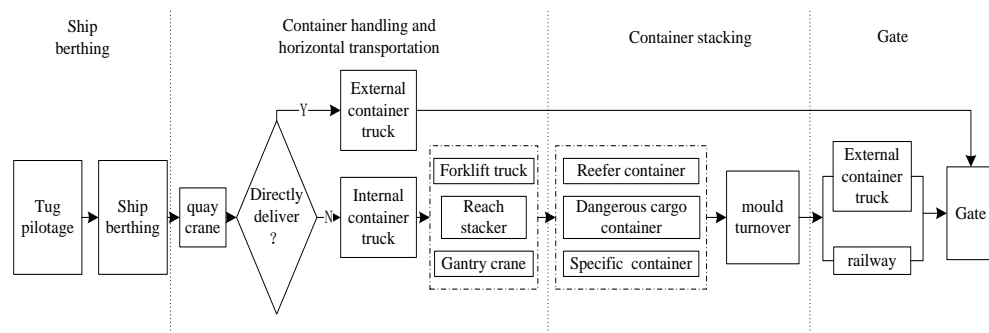 Ship
berthing
Container handling and
horizontal transportation
Container stacking
Gate
Tug
pilotage
Ship
berthing
quay
crane
Directly
deliver
?
Y
N
External
container
truck
Internal
container
truck
Forklift truck
Reach
stacker
Gantry crane
Reefer container
Dangerous cargo
container
Specific container
mould
turnover
External
container
truck
railway
Gate